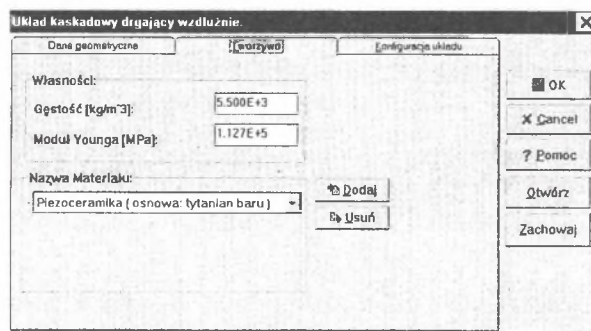 Układ kaskadowy drgający wzdłużnie.
Dane geometryczne
Tworzywo
Konfiguracja układu
Własności:
Gęstość [kg/m^3]:
5.500E+3
Moduł Younga [MPa]:
1.127E+5
Nazwa Materiału:
Piezoceramika ( osnowa: tytanian baru )
Dodaj
Usuń
OK
Cancel
Pomoc
Otwórz
Zachowaj